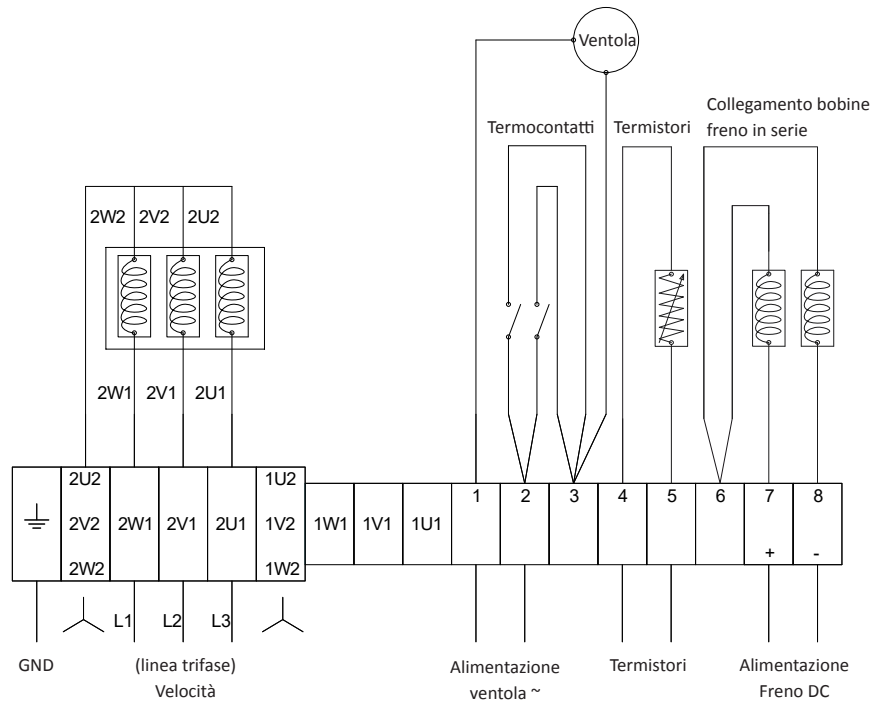 Ventola
Collegamento bobine
freno in serie
Termocontatti
Termistori
2W2
2V2
2U2
2W1
2V1
2U1
2U2
2V2
2W2
2W1
2V1
2U1
1U2
1V2
1W2
1W1
1V1
1U1
1
2
3
4
5
6
7
+
8
-
L1
L2
L3
GND
(linea trifase)
Velocità
Alimentazione
ventola ~
Termistori
Alimentazione
Freno DC